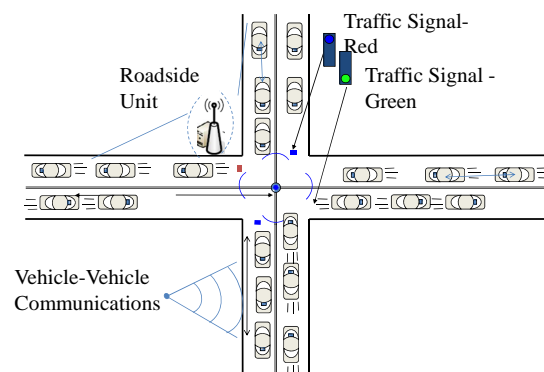 Traffic Signal-
Red
Roadside
Unit
Traffic Signal -
Green
Vehicle-Vehicle
Communications